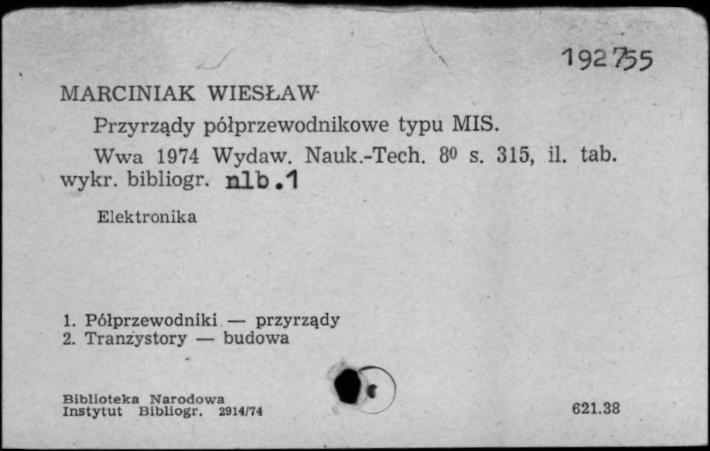 192755
MARCINIAK WIESŁAW
Przyrządy półprzewodnikowe typu MIS.
Wwa 1974 Wydaw. Nauk.-Tech. 8⁰ s. 315, il. tab.
wykr. bibliogr. nlb.1
Elektronika
1. Półprzewodniki — przyrządy
2. Tranzystory — budowa
Biblioteka Narodowa
Instytut Bibliogr. 2914/74
621.38